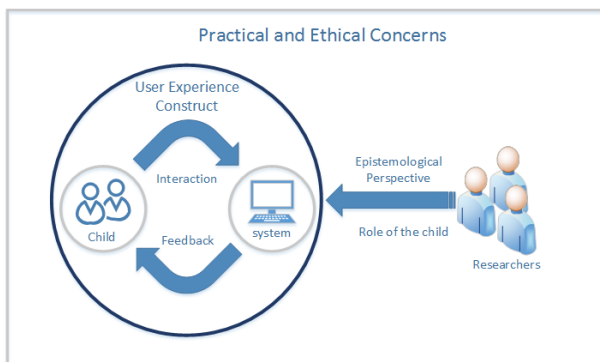 Practical and Ethical Concerns
User Experience
Construct
Interaction
Child
Feedback
system
Epistemological
Perspective
Role of the child
Researchers